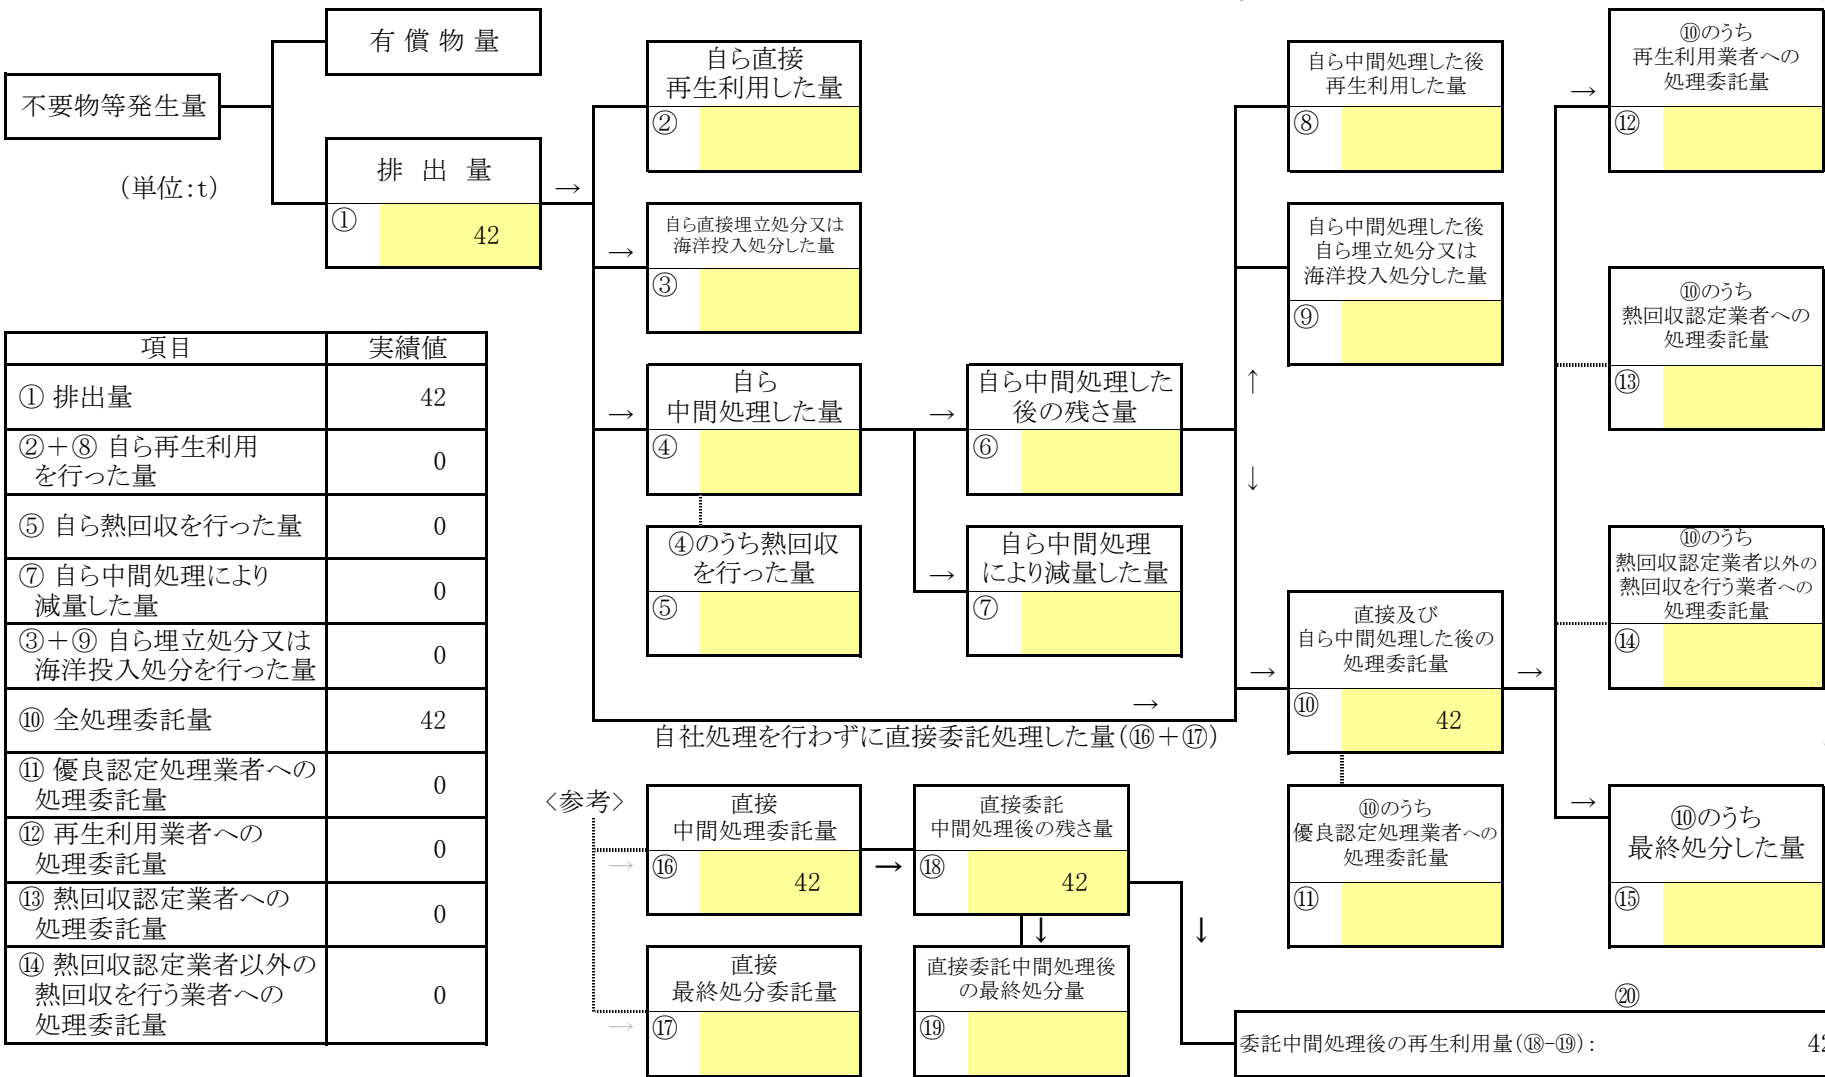 有 償 物 量
不要物等発生量
(単位:t)
排 出 量
①
42
→
自ら直接
再生利用した量
②
→
自ら直接埋立処分又は
海洋投入処分した量
③
→
自ら
中間処理した量
④
④のうち熱回収
を行った量
⑤
→
自ら中間処理した
後の残さ量
⑥
→
自ら中間処理
により減量した量
⑦
自ら中間処理した後
再生利用した量
⑧
自ら中間処理した後
自ら埋立処分又は
海洋投入処分した量
⑨
↑
↓
→
直接及び
自ら中間処理した後の
処理委託量
⑩
42
⑩のうち
優良認定処理業者への
処理委託量
⑪
→
⑩のうち
再生利用業者への
処理委託量
⑫
⑩のうち
熱回収認定業者への
処理委託量
⑬
⑩のうち
熱回収認定業者以外の
熱回収を行う業者への
処理委託量
⑭
→
→
⑩のうち
最終処分した量
⑮
→
自社処理を行わずに直接委託処理した量(⑯+⑰)
項目 実績値
① 排出量 42
②+⑧ 自ら再生利用
を行った量 0
⑤ 自ら熱回収を行った量 0
⑦ 自ら中間処理により
減量した量 0
③+⑨ 自ら埋立処分又は
海洋投入処分を行った量 0
⑩ 全処理委託量 42
⑪ 優良認定処理業者への
処理委託量 0
⑫ 再生利用業者への
処理委託量 0
⑬ 熱回収認定業者への
処理委託量 0
⑭ 熱回収認定業者以外の
熱回収を行う業者への
処理委託量 0
〈参考〉
→
直接
中間処理委託量
⑯
42
→
直接委託
中間処理後の残さ量
⑱
42
↓
↓
→
直接
最終処分委託量
⑰
直接委託中間処理後
の最終処分量
⑲
⑳
委託中間処理後の再生利用量(⑱-⑲): 42